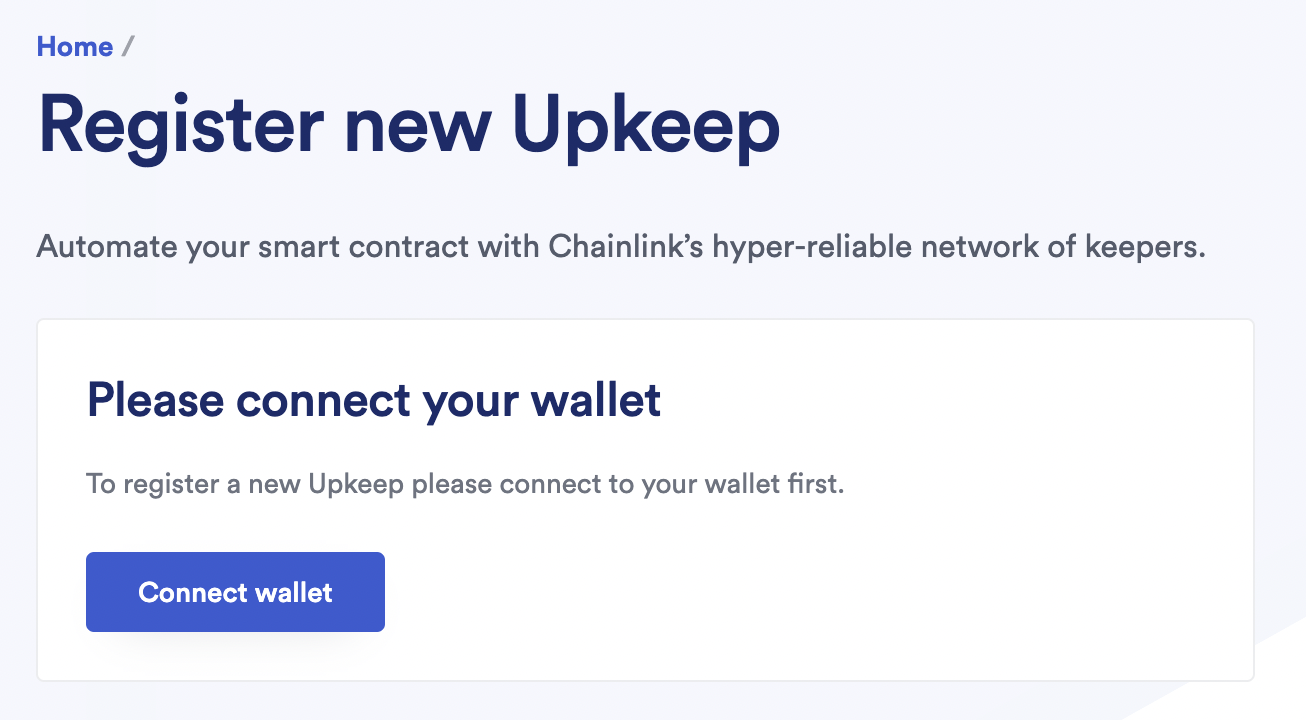 Home /
Register new Upkeep
Automate your smart contract with Chainlink’s hyper-reliable network of keepers.
Please connect your wallet
To register a new Upkeep please connect to your wallet first.
Connect wallet